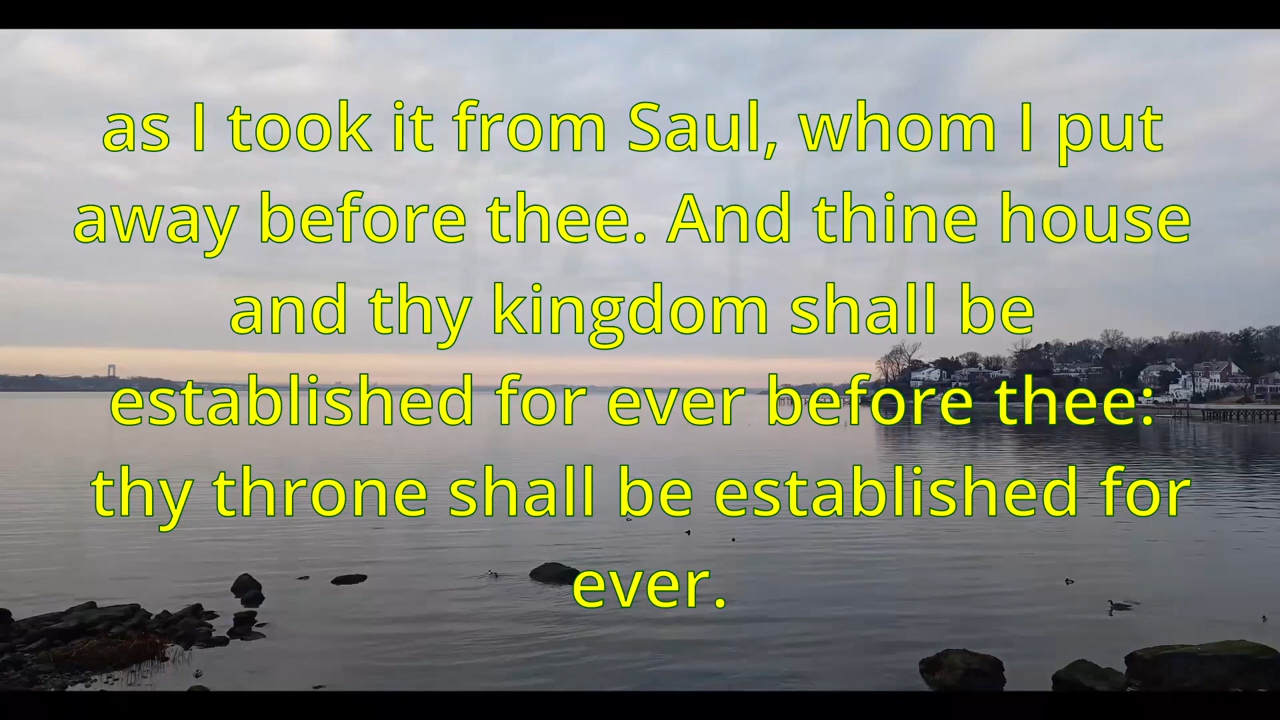 as I took it from Saul, whom I put
away before thee. And thine house
and thy kingdom shall be
established for ever before thee:
thy throne shall be established for
ever.